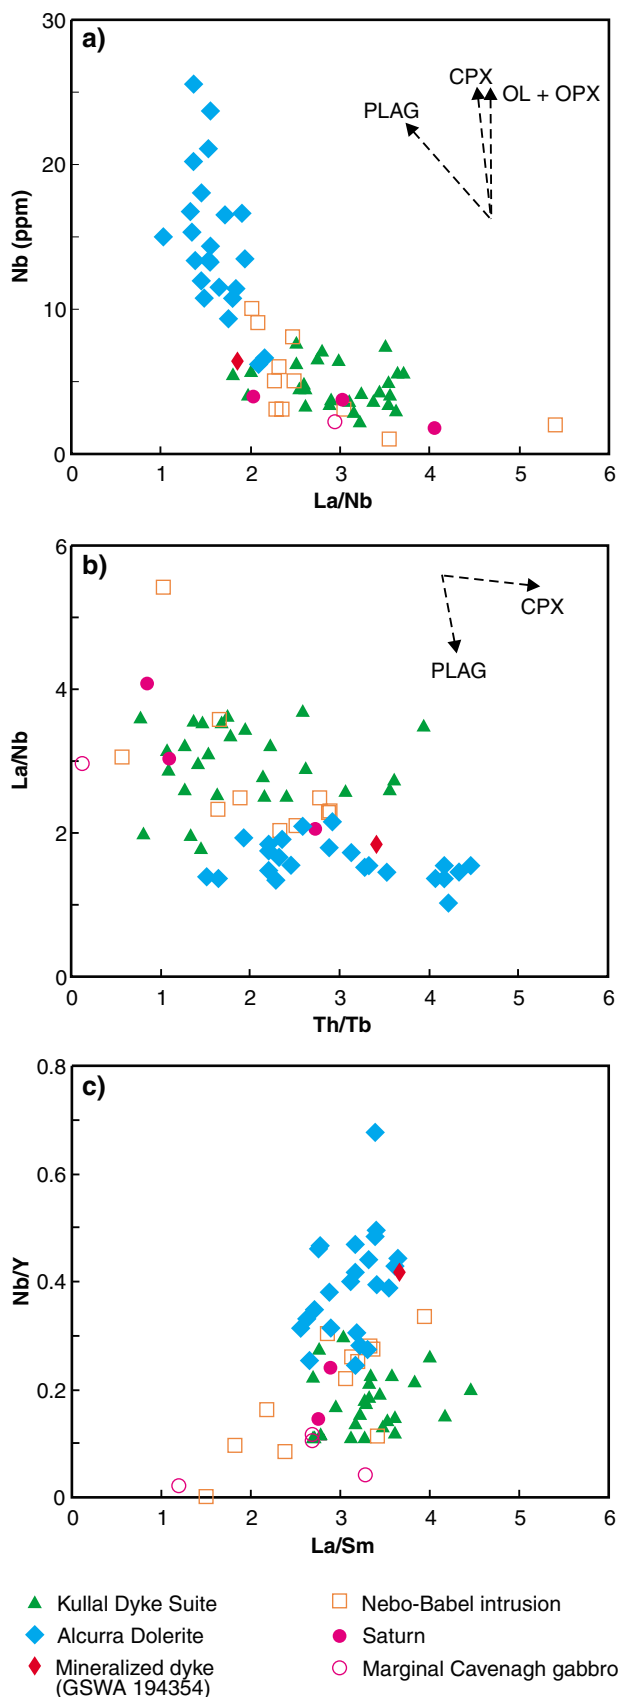 a)
30
20
10
0
Nb (ppm)
CPX
OL + OPX
PLAG
1
2
3
4
5
6
La/Nb
b)
6
4
2
0
La/Nb
CPX
PLAG
0
1
2
3
4
5
6
Th/Tb
c)
0.8
0.6
0.4
0.2
0
Nb/Y
0
1
2
3
4
5
6
La/Sm
Kullal Dyke Suite
Alcurra Dolerite
Mineralized dyke
(GSWA 194354)
Nebo-Babel intrusion
Saturn
Marginal Cavenagh gabbro